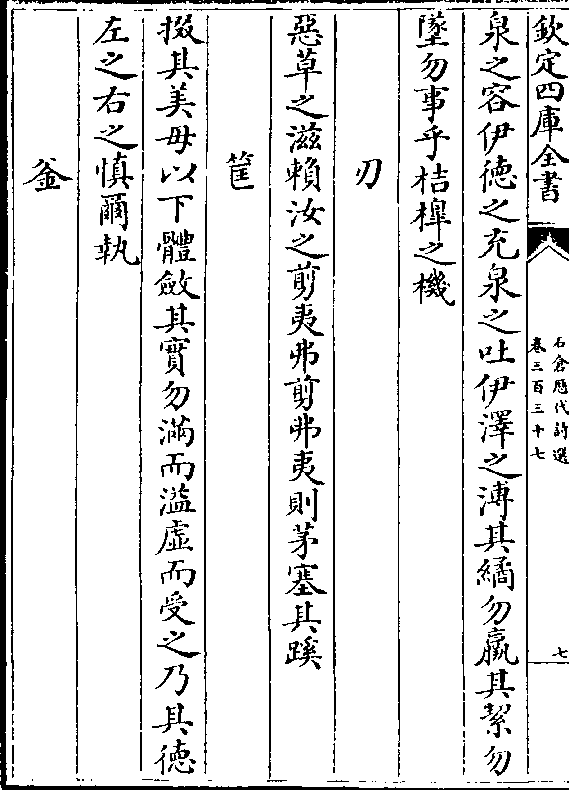 欽定四庫全書
石倉歷代詩選
卷三百三十七
七
泉之容伊德之充泉之吐伊澤之溥其繘勿羸其絜勿
墜勿事乎桔槹之機
刃
惡草之滋賴汝之剪夷弗剪弗夷則茅塞其蹊
筐
掇其美毋以下體斂其實勿滿而溢虛而受之乃其德
左之右之慎爾執
釜